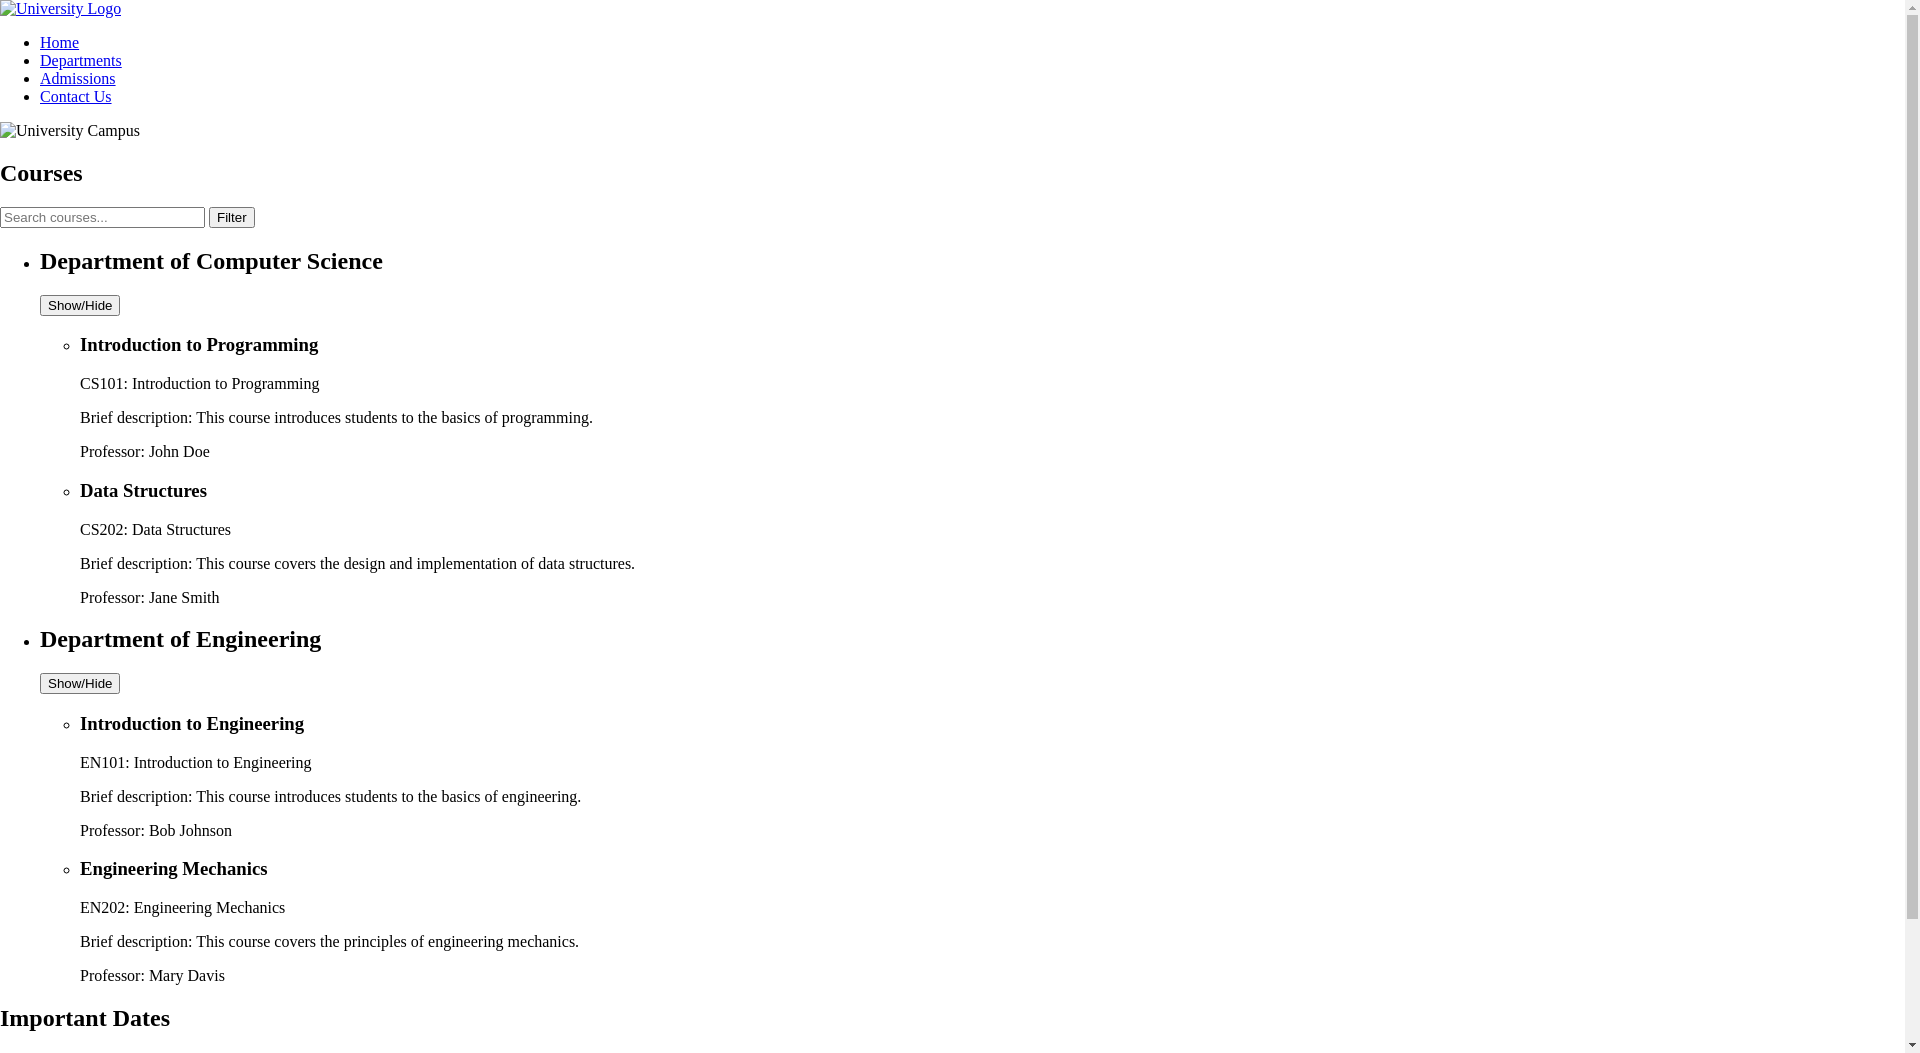 University Logo
Home
Departments
Admissions
Contact Us
University Campus
Courses
Search courses... Filter
Department of Computer Science
Show/Hide
Introduction to Programming
CS101: Introduction to Programming
Brief description: This course introduces students to the basics of programming.
Professor: John Doe
Data Structures
CS202: Data Structures
Brief description: This course covers the design and implementation of data structures.
Professor: Jane Smith
Department of Engineering
Show/Hide
Introduction to Engineering
EN101: Introduction to Engineering
Brief description: This course introduces students to the basics of engineering.
Professor: Bob Johnson
Engineering Mechanics
EN202: Engineering Mechanics
Brief description: This course covers the principles of engineering mechanics.
Professor: Mary Davis
Important Dates